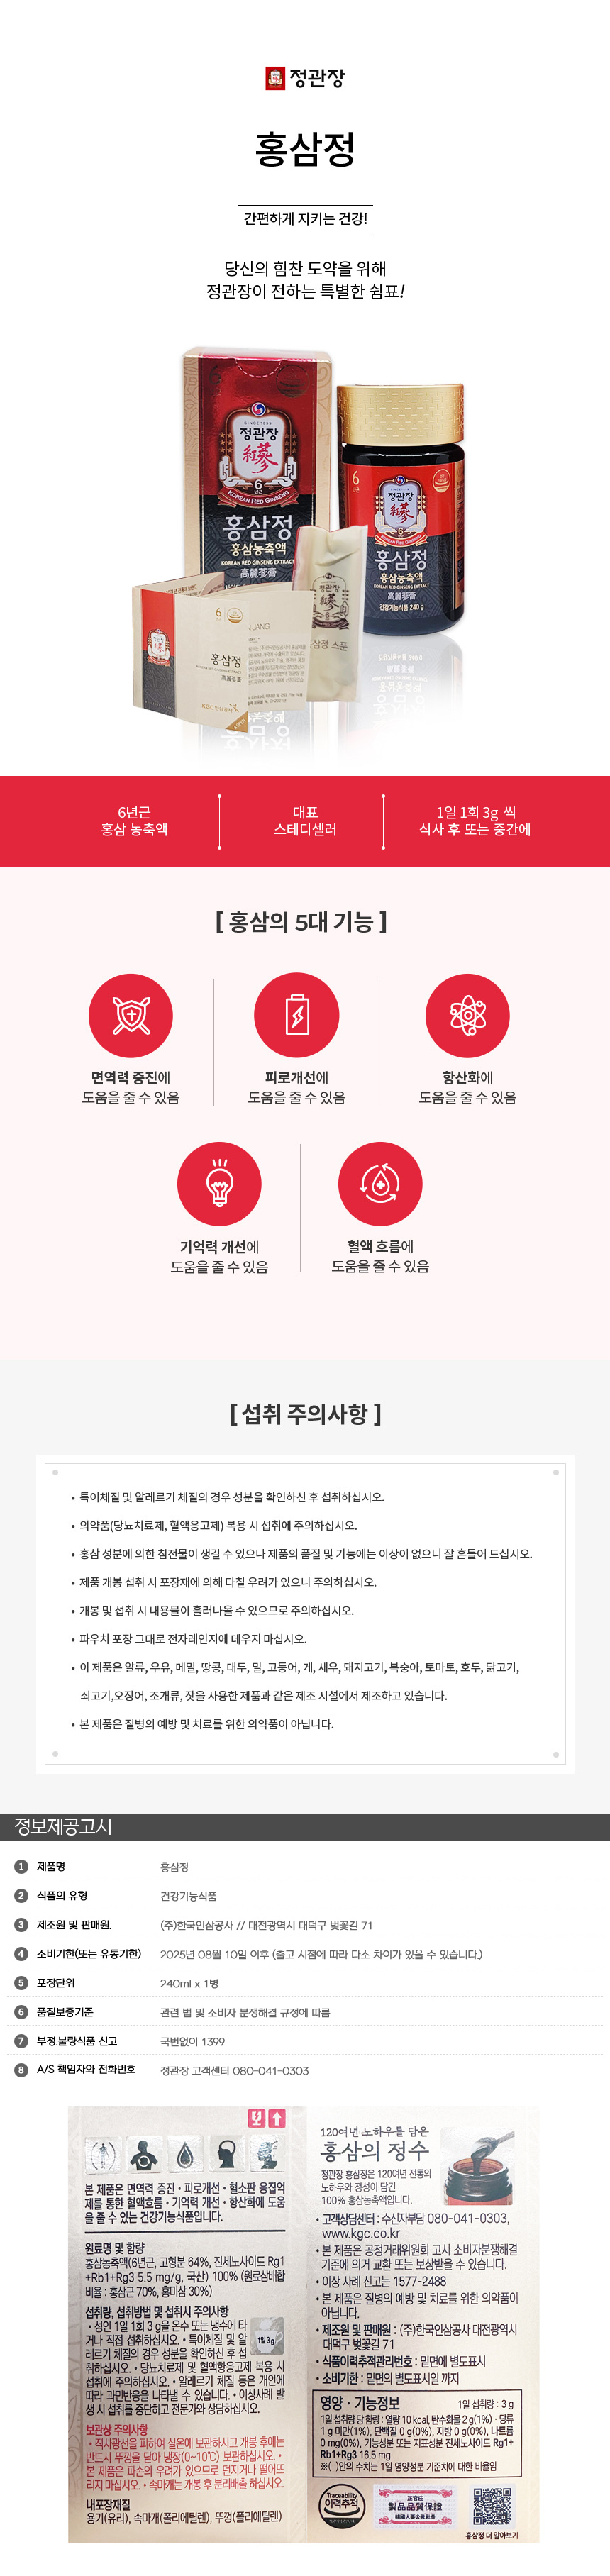 정관장
홍삼정
간편하게 지키는 건강!
당신의 힘찬 도약을 위해
정관장이 전하는 특별한 쉼표!
SINCE 1899
정관장
紅蔘
6년근
KOREAN RED GINSENG
홍삼정
홍삼농축액
KOREAN RED GINSENG EXTRACT
高麗蔘膏
6
정관장
紅蔘
KOREAN RED GINSENG
홍삼정
홍삼농축액
KOREAN RED GINSENG EXTRACT
高麗蔘膏
건강기능식품 240 g
6
홍삼정
高麗蔘膏
KGC 인삼공사
홍삼정 스푼
6년근
홍삼 농축액
대표
스테디셀러
1일 1회 3g 씩
식사 후 또는 중간에
[ 홍삼의 5대 기능 ]
면역력 증진에
도움을 줄 수 있음
피로개선에
도움을 줄 수 있음
항산화에
도움을 줄 수 있음
기억력 개선에
도움을 줄 수 있음
혈액 흐름에
도움을 줄 수 있음
[ 섭취 주의사항 ]
• 특이체질 및 알레르기 체질의 경우 성분을 확인하신 후 섭취하십시오.
• 의약품(당뇨치료제, 혈액응고제) 복용 시 섭취에 주의하십시오.
• 홍삼 성분에 의한 침전물이 생길 수 있으나 제품의 품질 및 기능에는 이상이 없으니 잘 흔들어 드십시오.
• 제품 개봉 섭취 시 포장재에 의해 다칠 우려가 있으니 주의하십시오.
• 개봉 및 섭취 시 내용물이 흘러나올 수 있으므로 주의하십시오.
• 파우치 포장 그대로 전자레인지에 데우지 마십시오.
• 이 제품은 알류, 우유, 메밀, 땅콩, 대두, 밀, 고등어, 게, 새우, 돼지고기, 복숭아, 토마토, 호두, 닭고기,
쇠고기,오징어, 조개류, 잣을 사용한 제품과 같은 제조 시설에서 제조하고 있습니다.
• 본 제품은 질병의 예방 및 치료를 위한 의약품이 아닙니다.
정보제공고시
1 제품명 홍삼정
2 식품의 유형 건강기능식품
3 제조원 및 판매원. (주)한국인삼공사 // 대전광역시 대덕구 벚꽃길 71
4 소비기한(또는 유통기한) 2025년 08월 10일 이후 (출고 시점에 따라 다소 차이가 있을 수 있습니다.)
5 포장단위 240ml x 1병
6 품질보증기준 관련 법 및 소비자 분쟁해결 규정에 따름
7 부정.불량식품 신고 국번없이 1399
8 A/S 책임자와 전화번호 정관장 고객센터 080-041-0303
본 제품은 면역력 증진 • 피로개선 • 혈소판 응집억
제를 통한 혈액흐름 • 기억력 개선 • 항산화에 도움
을 줄 수 있는 건강기능식품입니다.
원료명 및 함량
홍삼농축액(6년근, 고형분 64%, 진세노사이드 Rg1
+Rb1+Rg3 5.5 mg/g, 국산) 100% (원료삼배합
비율 : 홍삼근 70%, 홍미삼 30%)
섭취량, 섭취방법 및 섭취시 주의사항
• 성인 1일 1회 3 g을 온수 또는 냉수에 타
거나 직접 섭취하십시오. • 특이체질 및 알
레르기 체질의 경우 성분을 확인하신 후 섭
취하십시오. • 당뇨치료제 및 혈액항응고제 복용 시
섭취에 주의하십시오. • 알레르기 체질 등은 개인에
따라 과민반응을 나타낼 수 있습니다. • 이상사례 발
생 시 섭취를 중단하고 전문가와 상담하십시오.
1일 3g
보관상 주의사항
• 직사광선을 피하여 실온에 보관하시고 개봉 후에는
반드시 뚜껑을 닫아 냉장(0~10℃) 보관하십시오. •
본 제품은 파손의 우려가 있으므로 던지거나 떨어뜨
리지 마십시오. • 속마개는 개봉 후 분리배출 하십시오.
내포장재질
용기(유리), 속마개(폴리에틸렌), 뚜껑(폴리에틸렌)
120여년 노하우를 담은
홍삼의 정수
정관장 홍삼정은 120여년 전통의
노하우와 정성이 담긴
100% 홍삼농축액입니다.
• 고객상담센터 : 수신자부담 080-041-0303,
www.kgc.co.kr
• 본 제품은 공정거래위원회 고시 소비자분쟁해결
기준에 의거 교환 또는 보상받을 수 있습니다.
• 이상 사례 신고는 1577-2488
• 본 제품은 질병의 예방 및 치료를 위한 의약품이
아닙니다.
• 제조원 및 판매원 : (주)한국인삼공사 대전광역시
대덕구 벚꽃길 71
• 식품이력추적관리번호 : 밑면에 별도표시
• 소비기한 : 밑면의 별도표시일 까지
영양 · 기능정보 1일 섭취량 : 3 g
1일 섭취량 당 함량 : 열량 10 kcal, 탄수화물 2 g(1%) · 당류
1 g 미만(1%), 단백질 0 g(0%), 지방 0 g(0%), 나트륨
0 mg(0%), 기능성분 또는 지표성분 진세노사이드 Rg1+
Rb1+Rg3 16.5 mg
※( )안의 수치는 1일 영양성분 기준치에 대한 비율임
Traceability
이력추적
正官庄
製品品質保證
홍삼정 더 알아보기